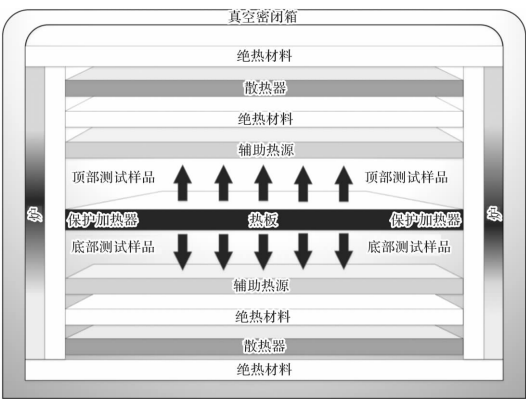 真空密闭箱
绝热材料
散热器
绝热材料
辅助热源
顶部测试样品 顶部测试样品
炉 保护加热器 热板 保护加热器 炉
底部测试样品 底部测试样品
辅助热源
绝热材料
散热器
绝热材料